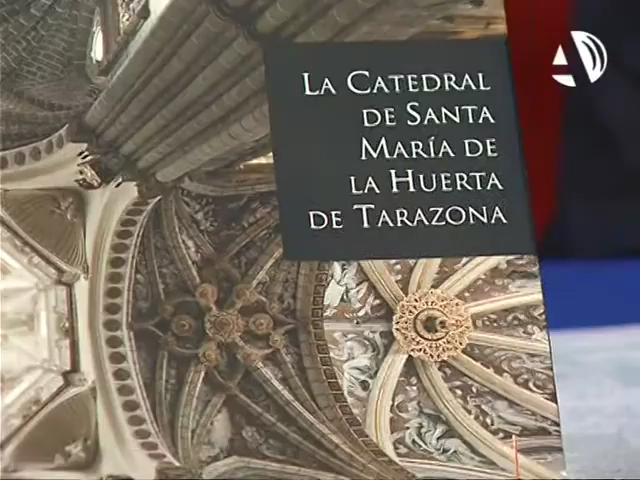 LA CATEDRAL
DE SANTA
MARÍA DE
LA HUERTA
DE TARAZONA